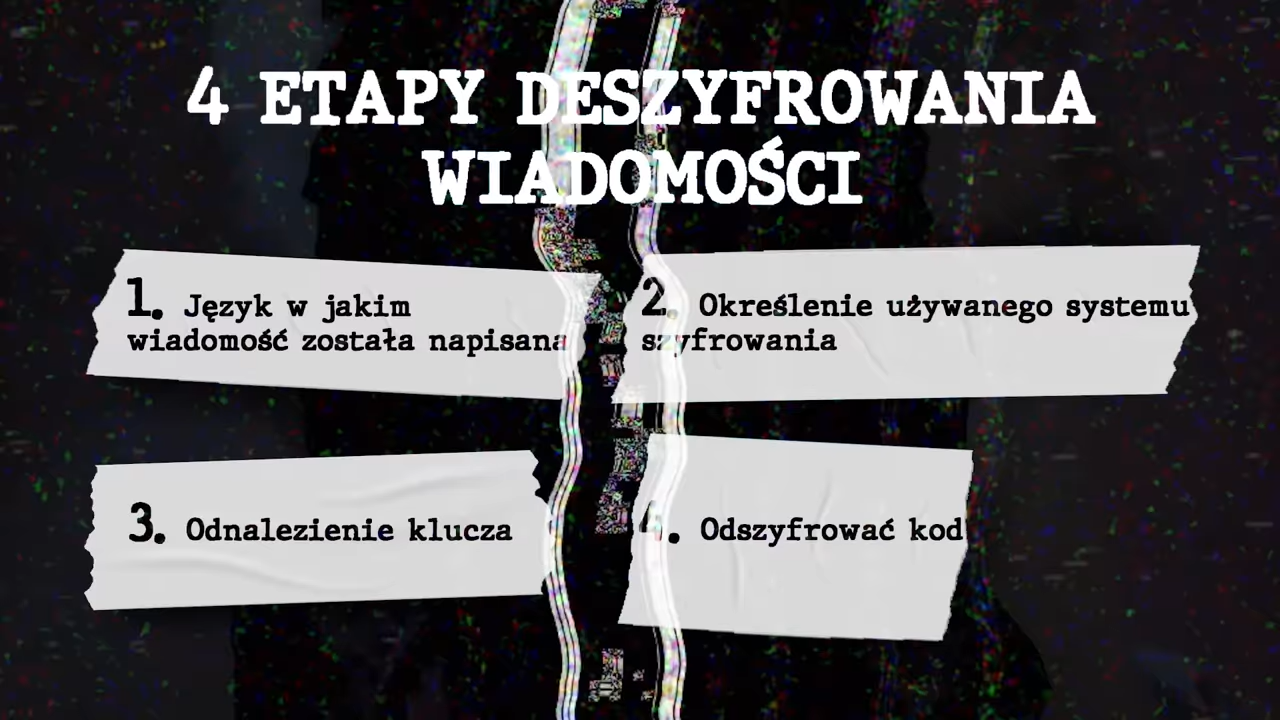 4 ETAPY DESZYFROWANIA
WIADOMOŚCI
1. Język w jakim
wiadomość została napisana
2. Określenie używanego systemu
szyfrowania
3. Odnalezienie klucza
4. Odszyfrować kod